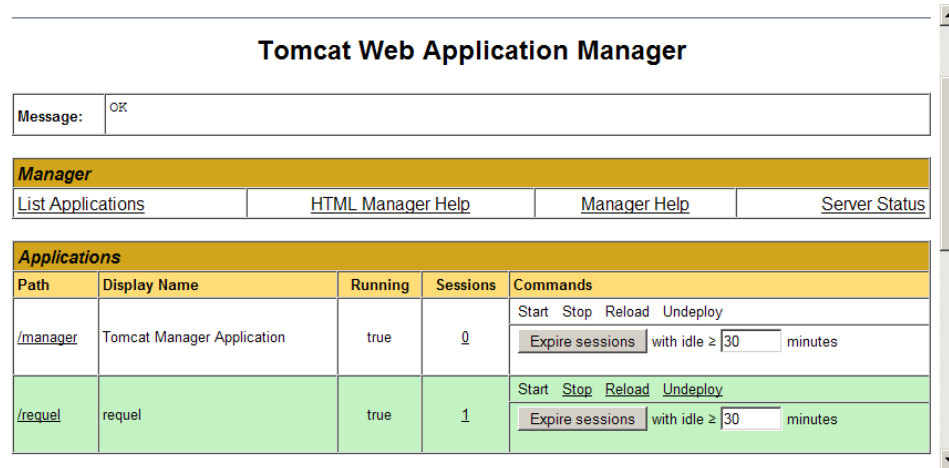 Tomcat Web Application Manager
Message: OK
Manager
List Applications HTML Manager Help Manager Help Server Status
Applications
Path Display Name Running Sessions Commands
Start Stop Reload Undeploy
/manager Tomcat Manager Application true 0
Expire sessions with idle ≥ 30 minutes
Start Stop Reload Undeploy
/requel requel true 1
Expire sessions with idle ≥ 30 minutes